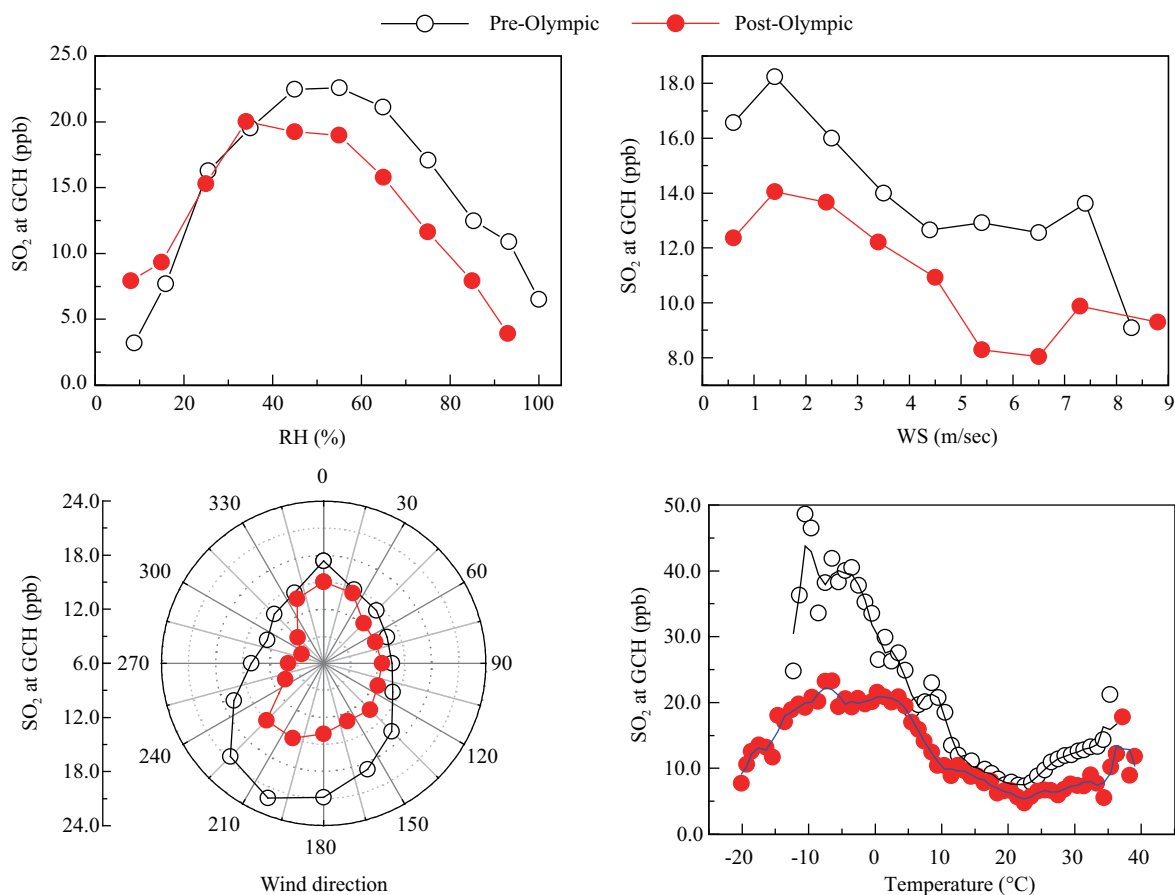 Pre-Olympic Post-Olympic
25.0
20.0
15.0
10.0
5.0
0.0
SO2 at GCH (ppb)
0 20 40 60 80 100
RH (%)
18.0
16.0
14.0
12.0
10.0
8.0
SO2 at GCH (ppb)
0 1 2 3 4 5 6 7 8 9
WS (m/sec)
24.0
18.0
12.0
6.0
12.0
18.0
24.0
SO2 at GCH (ppb)
0
330 30
300 60
270 90
240 120
210 150
180
Wind direction
50.0
40.0
30.0
20.0
10.0
0.0
SO2 at GCH (ppb)
-20 -10 0 10 20 30 40
Temperature (°C)